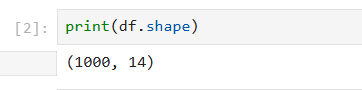 [2]: print(df.shape)
(1000, 14)